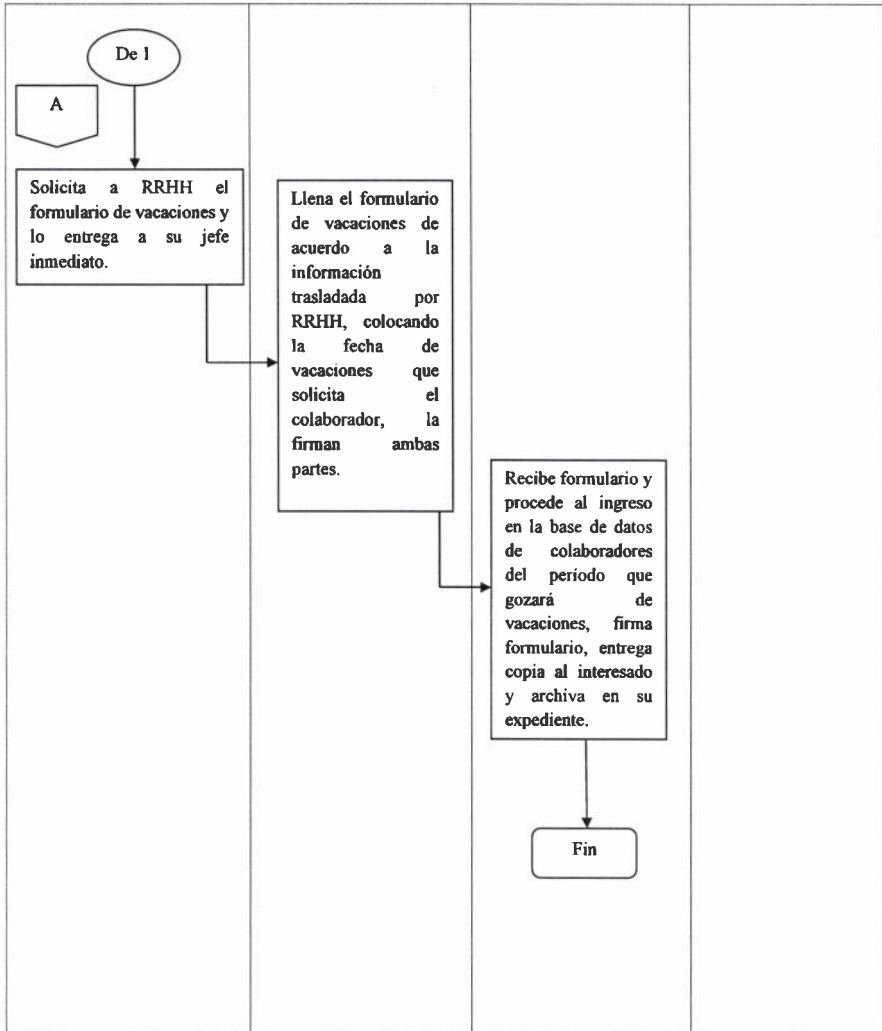 De 1
A
Solicita a RRHH el
formulario de vacaciones y
lo entrega a su jefe
inmediato.
Llena el formulario
de vacaciones de
acuerdo a la
información
trasladada por
RRHH, colocando
la fecha de
vacaciones que
solicita el
colaborador, la
firman ambas
partes.
Recibe formulario y
procede al ingreso
en la base de datos
de colaboradores
del período que
gozará de
vacaciones, firma
formulario, entrega
copia al interesado
y archiva en su
expediente.
Fin